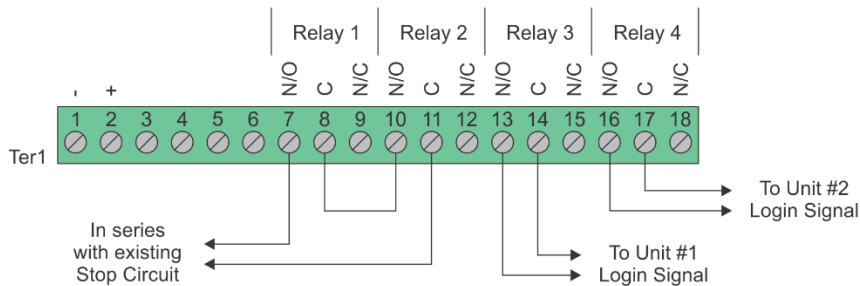 Relay 1 Relay 2 Relay 3 Relay 4
- + N/O C N/C N/O C N/C N/O C N/C N/O C N/C
1 2 3 4 5 6 7 8 9 10 11 12 13 14 15 16 17 18
Ter1
To Unit #2
Login Signal
In series
with existing
Stop Circuit
To Unit #1
Login Signal